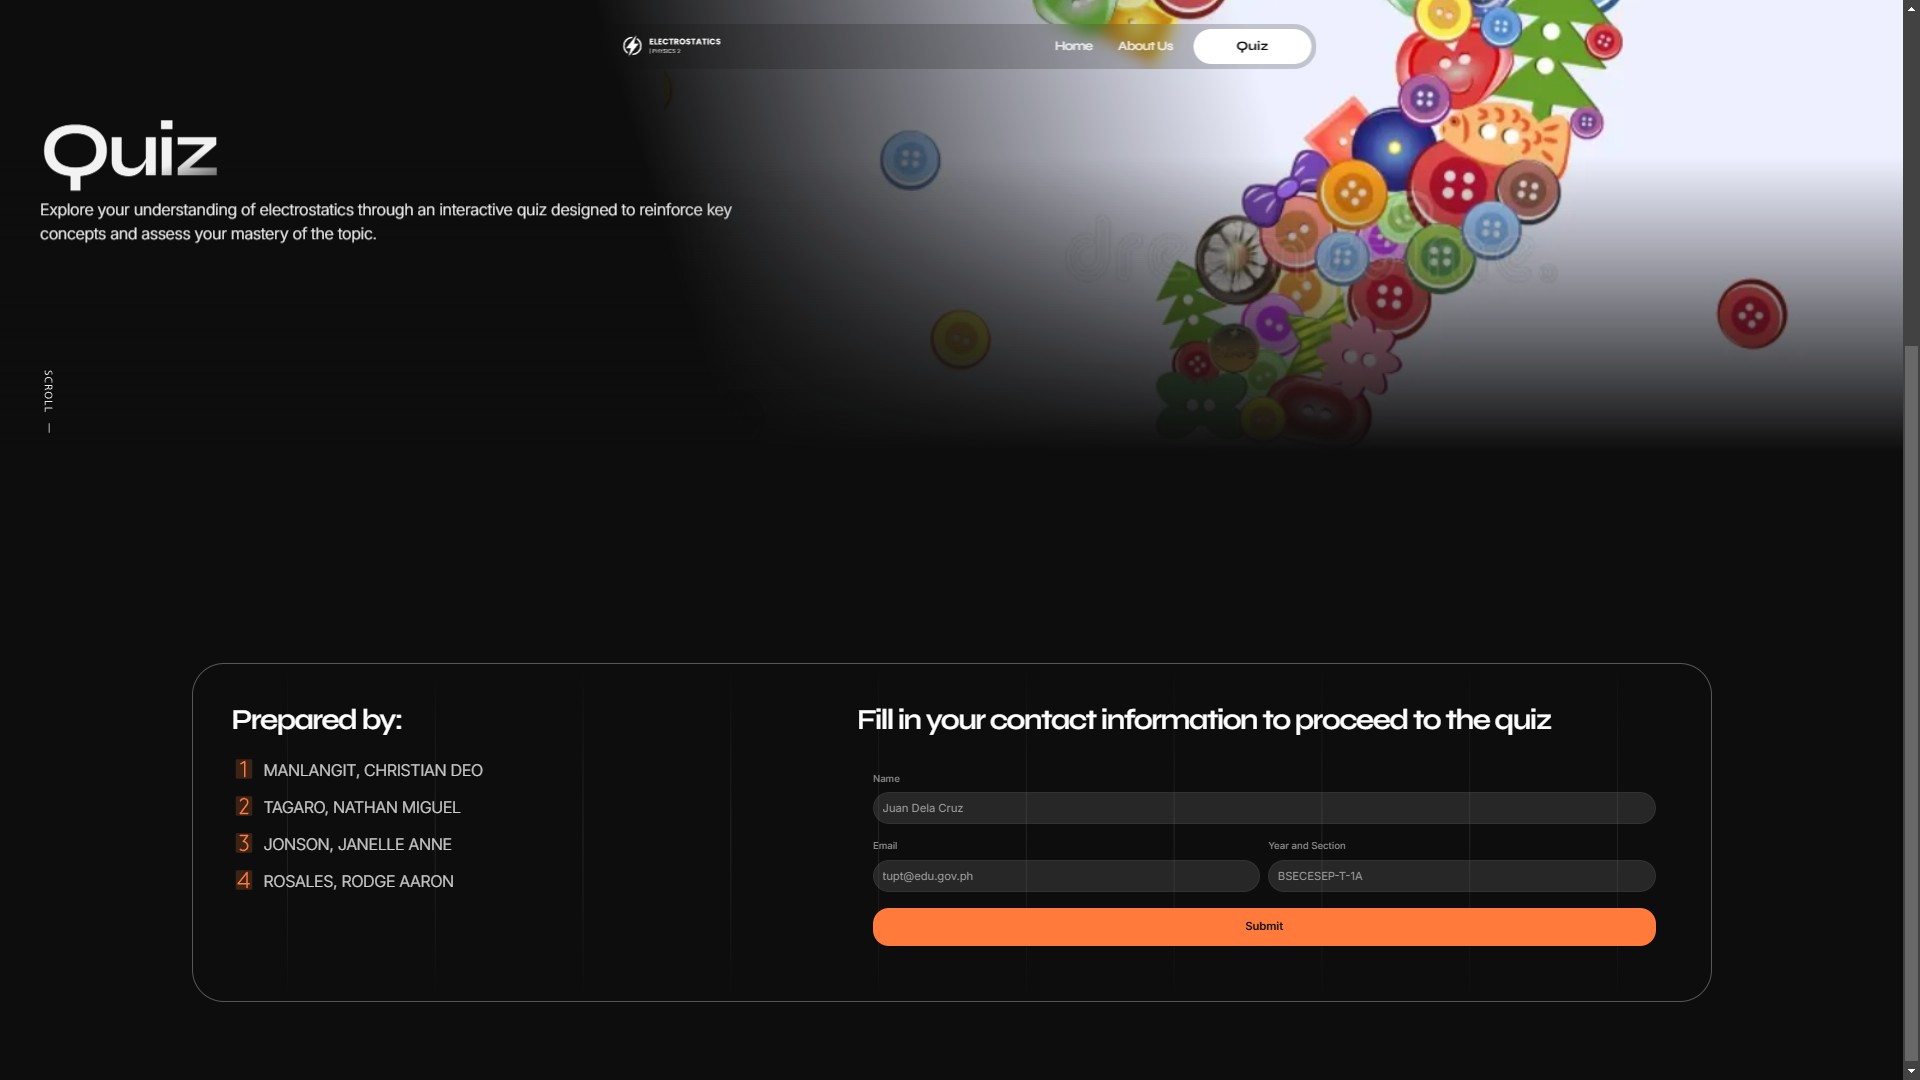 ELECTROSTATICS
| PHYSICS 2
Home
About Us
Quiz
Quiz
Explore your understanding of electrostatics through an interactive quiz designed to reinforce key
concepts and assess your mastery of the topic.
SCROLL —
Prepared by:
1 MANLANGIT, CHRISTIAN DEO
2 TAGARO, NATHAN MIGUEL
3 JONSON, JANELLE ANNE
4 ROSALES, RODGE AARON
Fill in your contact information to proceed to the quiz
Name
Juan Dela Cruz
Email
tupt@edu.gov.ph
Year and Section
BSECESEP-T-1A
Submit